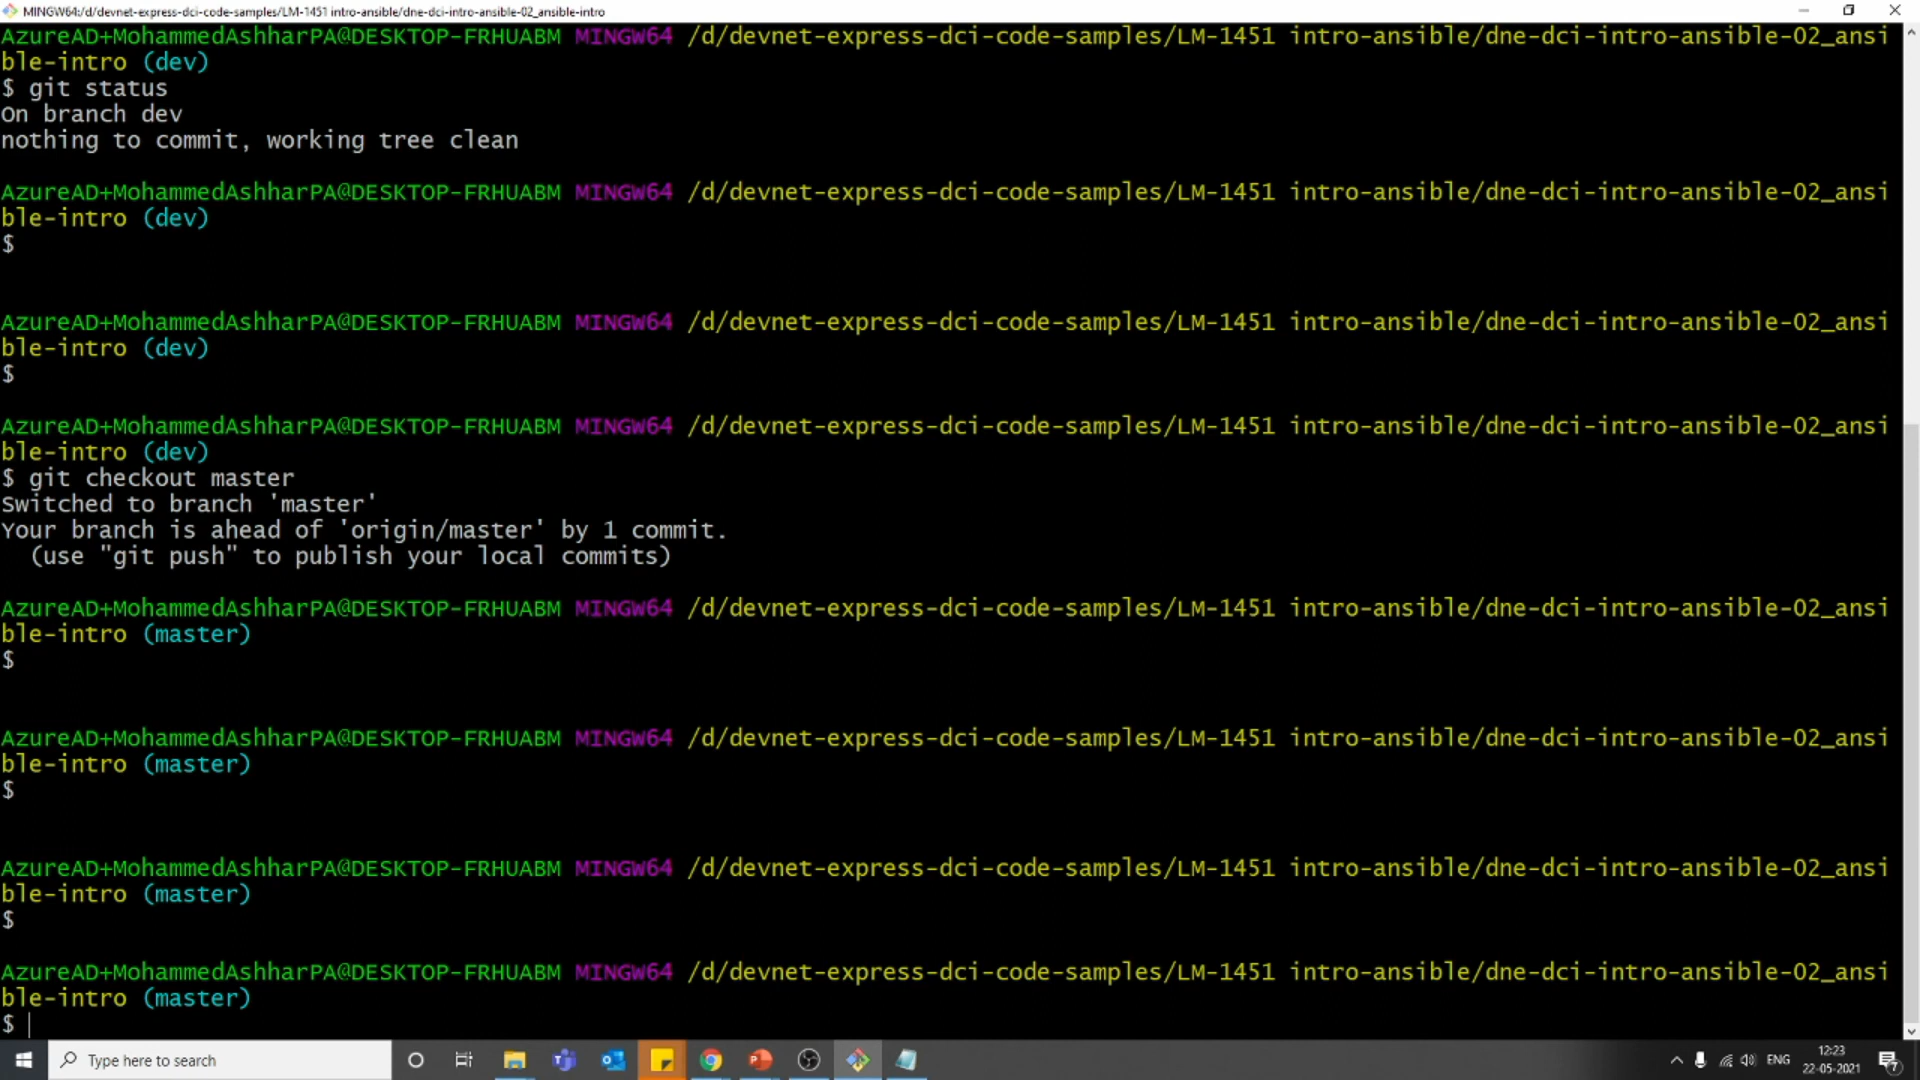 MINGW64:/d/devnet-express-dci-code-samples/LM-1451 intro-ansible/dne-dci-intro-ansible-02_ansible-intro
AzureAD+MohammedAshharPA@DESKTOP-FRHUABM MINGW64 /d/devnet-express-dci-code-samples/LM-1451 intro-ansible/dne-dci-intro-ansible-02_ansi
ble-intro (dev)
$ git status
On branch dev
nothing to commit, working tree clean
AzureAD+MohammedAshharPA@DESKTOP-FRHUABM MINGW64 /d/devnet-express-dci-code-samples/LM-1451 intro-ansible/dne-dci-intro-ansible-02_ansi
ble-intro (dev)
$
AzureAD+MohammedAshharPA@DESKTOP-FRHUABM MINGW64 /d/devnet-express-dci-code-samples/LM-1451 intro-ansible/dne-dci-intro-ansible-02_ansi
ble-intro (dev)
$
AzureAD+MohammedAshharPA@DESKTOP-FRHUABM MINGW64 /d/devnet-express-dci-code-samples/LM-1451 intro-ansible/dne-dci-intro-ansible-02_ansi
ble-intro (dev)
$ git checkout master
Switched to branch 'master'
Your branch is ahead of 'origin/master' by 1 commit.
(use "git push" to publish your local commits)
AzureAD+MohammedAshharPA@DESKTOP-FRHUABM MINGW64 /d/devnet-express-dci-code-samples/LM-1451 intro-ansible/dne-dci-intro-ansible-02_ansi
ble-intro (master)
$
AzureAD+MohammedAshharPA@DESKTOP-FRHUABM MINGW64 /d/devnet-express-dci-code-samples/LM-1451 intro-ansible/dne-dci-intro-ansible-02_ansi
ble-intro (master)
$
AzureAD+MohammedAshharPA@DESKTOP-FRHUABM MINGW64 /d/devnet-express-dci-code-samples/LM-1451 intro-ansible/dne-dci-intro-ansible-02_ansi
ble-intro (master)
$
AzureAD+MohammedAshharPA@DESKTOP-FRHUABM MINGW64 /d/devnet-express-dci-code-samples/LM-1451 intro-ansible/dne-dci-intro-ansible-02_ansi
ble-intro (master)
$
Type here to search
ENG
12:23
22-05-2021
7